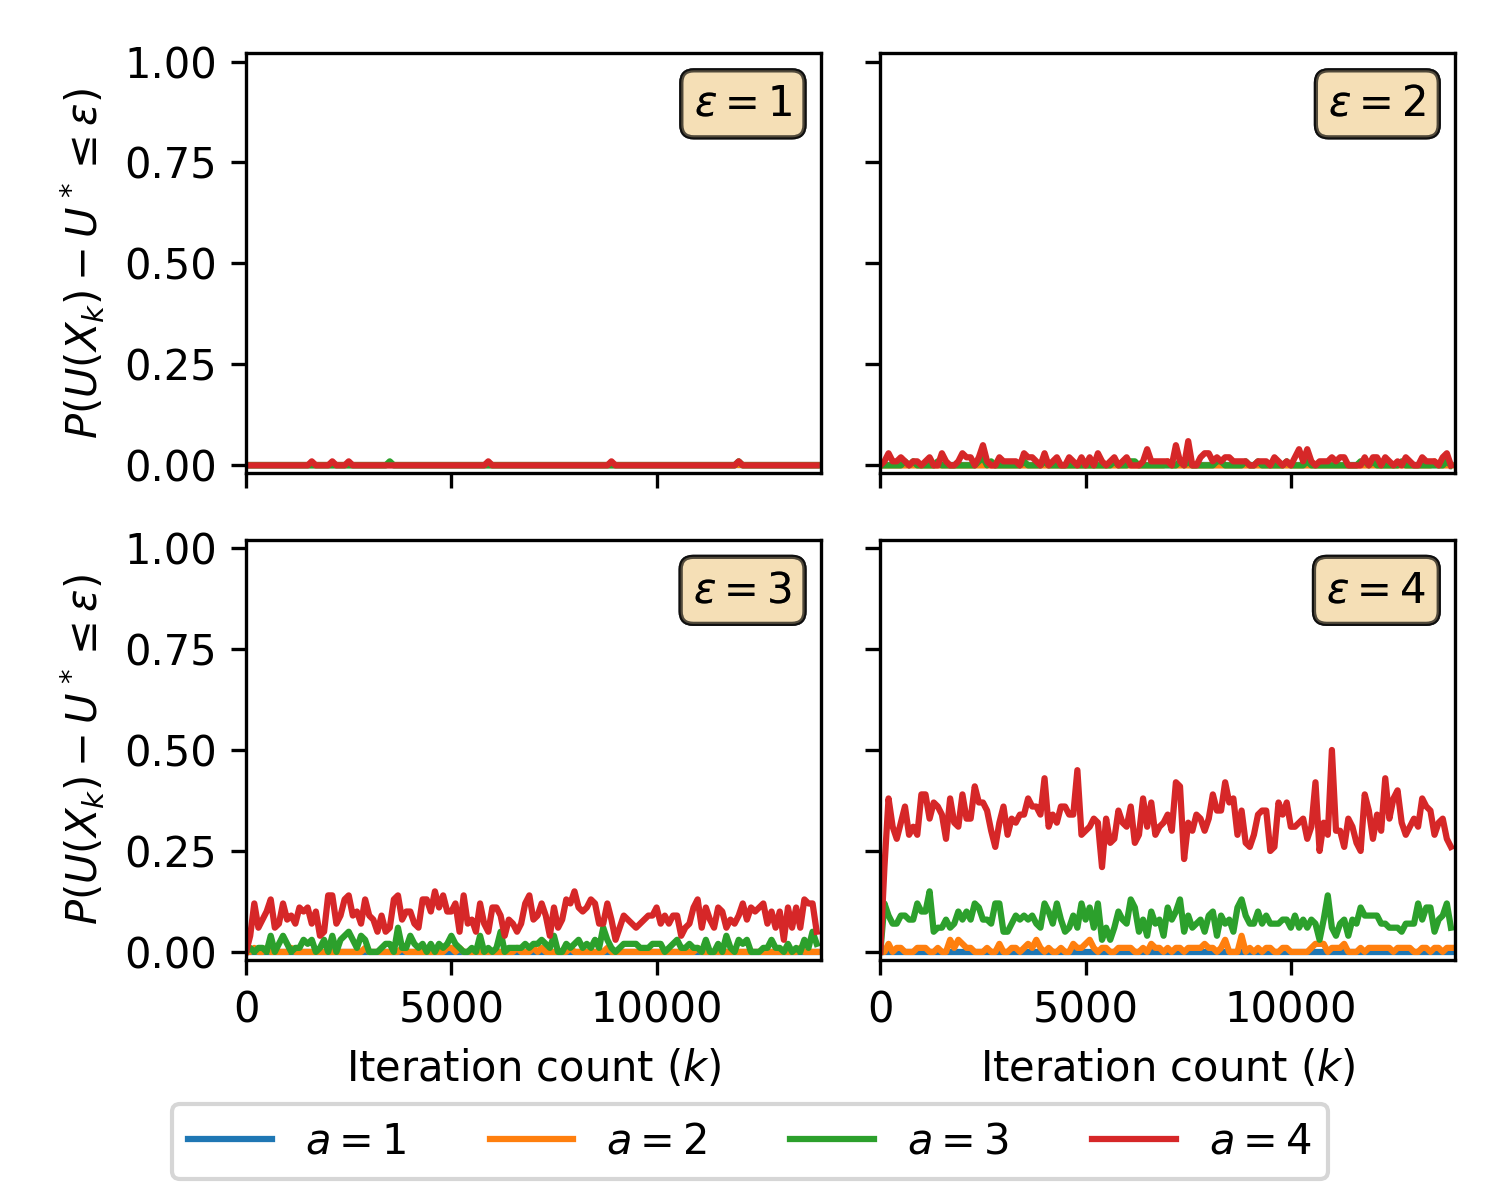 1.00
0.75
0.50
0.25
0.00
P(U(X_k) − U* ≤ ε)
ε = 1
ε = 2
1.00
0.75
0.50
0.25
0.00
P(U(X_k) − U* ≤ ε)
ε = 3
ε = 4
0 5000 10000
0 5000 10000
Iteration count (k)
Iteration count (k)
a = 1 a = 2 a = 3 a = 4